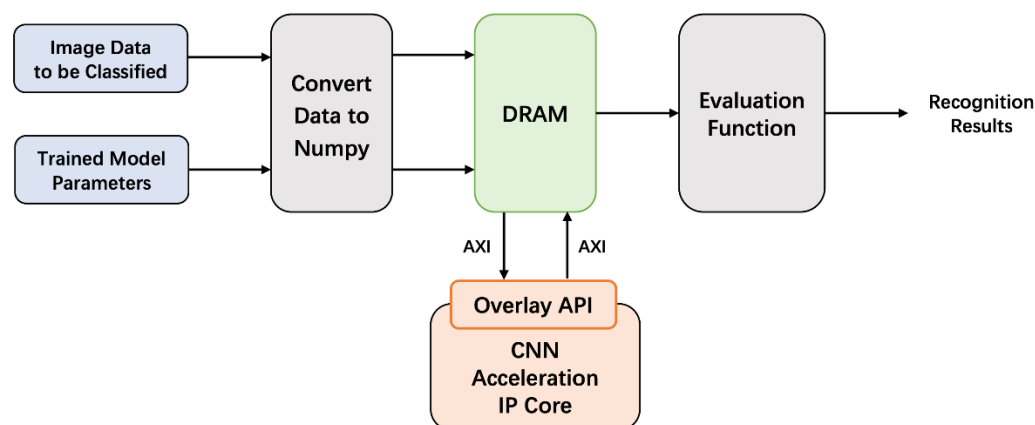 Image Data
to be Classified
Trained Model
Parameters
Convert
Data to
Numpy
DRAM
Evaluation
Function
Recognition
Results
AXI
AXI
Overlay API
CNN
Acceleration
IP Core